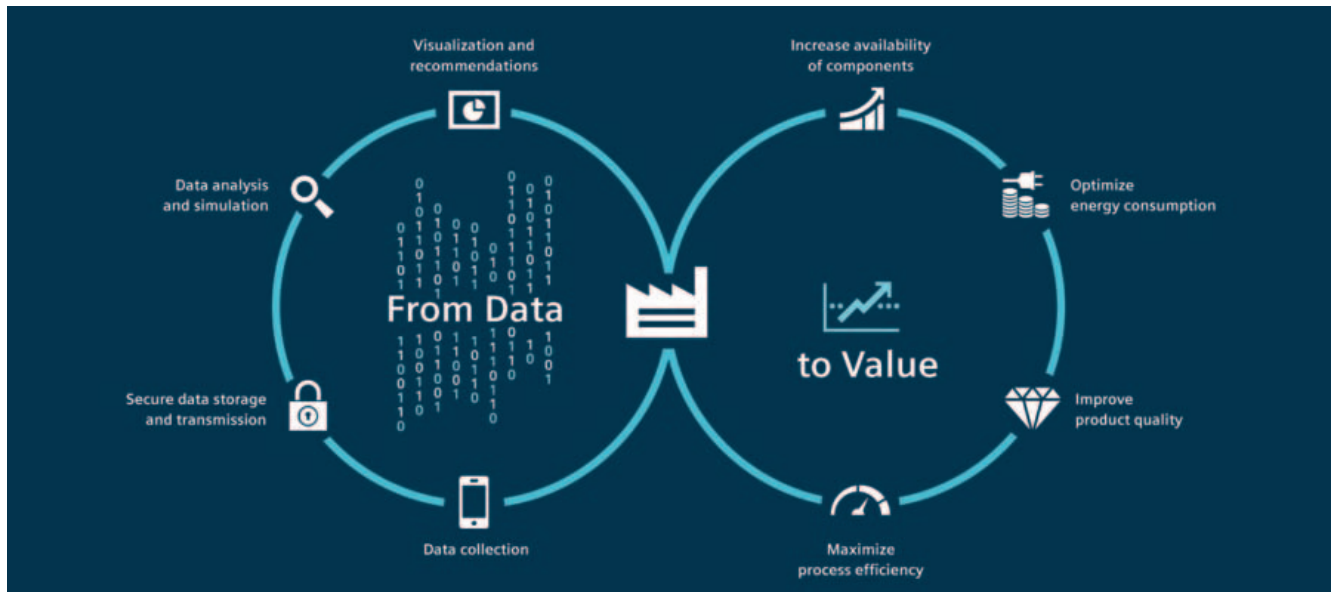 Visualization and
recommendations
Increase availability
of components
Data analysis
and simulation
Optimize
energy consumption
From Data
to Value
Secure data storage
and transmission
Improve
product quality
Data collection
Maximize
process efficiency